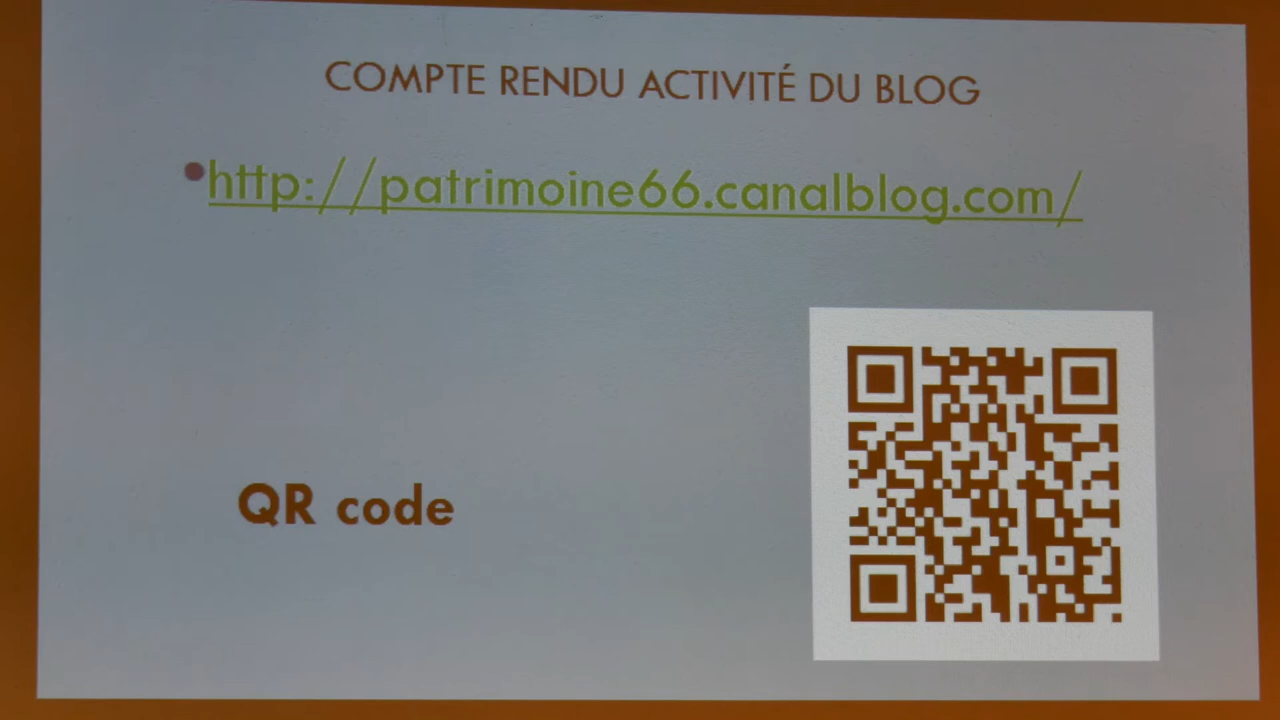 COMPTE RENDU ACTIVITÉ DU BLOG
•http://patrimoine66.canalblog.com/
QR code